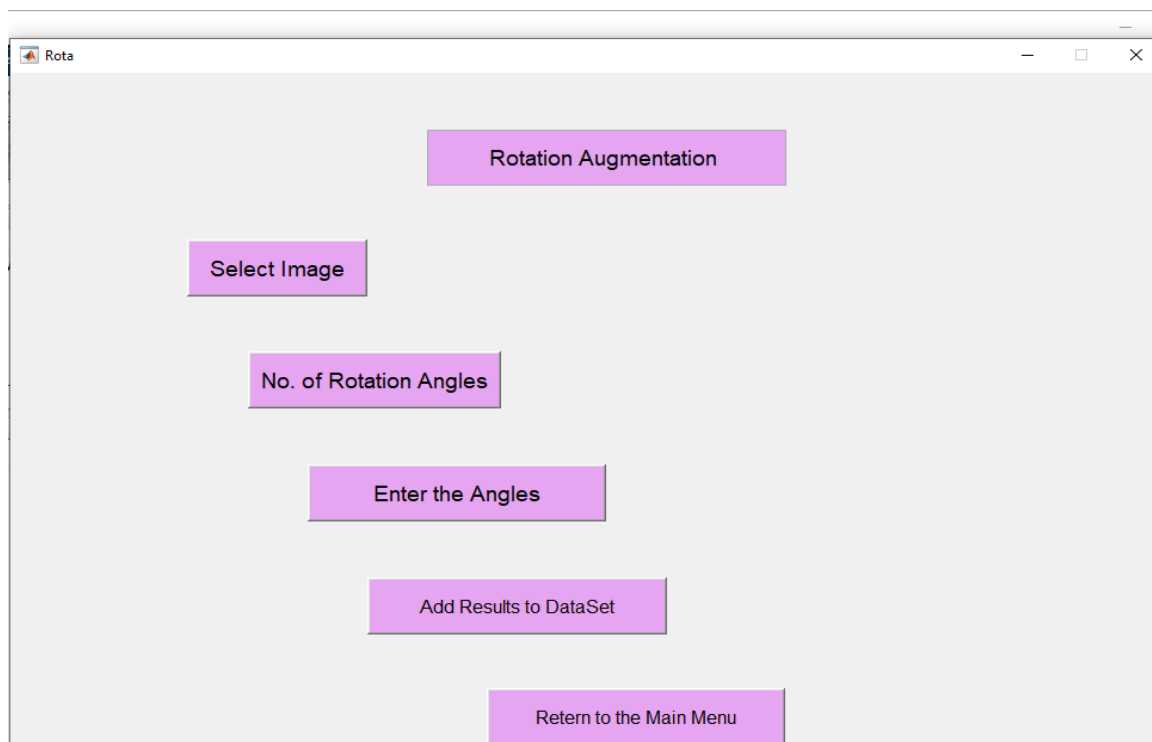 Rota
Rotation Augmentation
Select Image
No. of Rotation Angles
Enter the Angles
Add Results to DataSet
Retern to the Main Menu